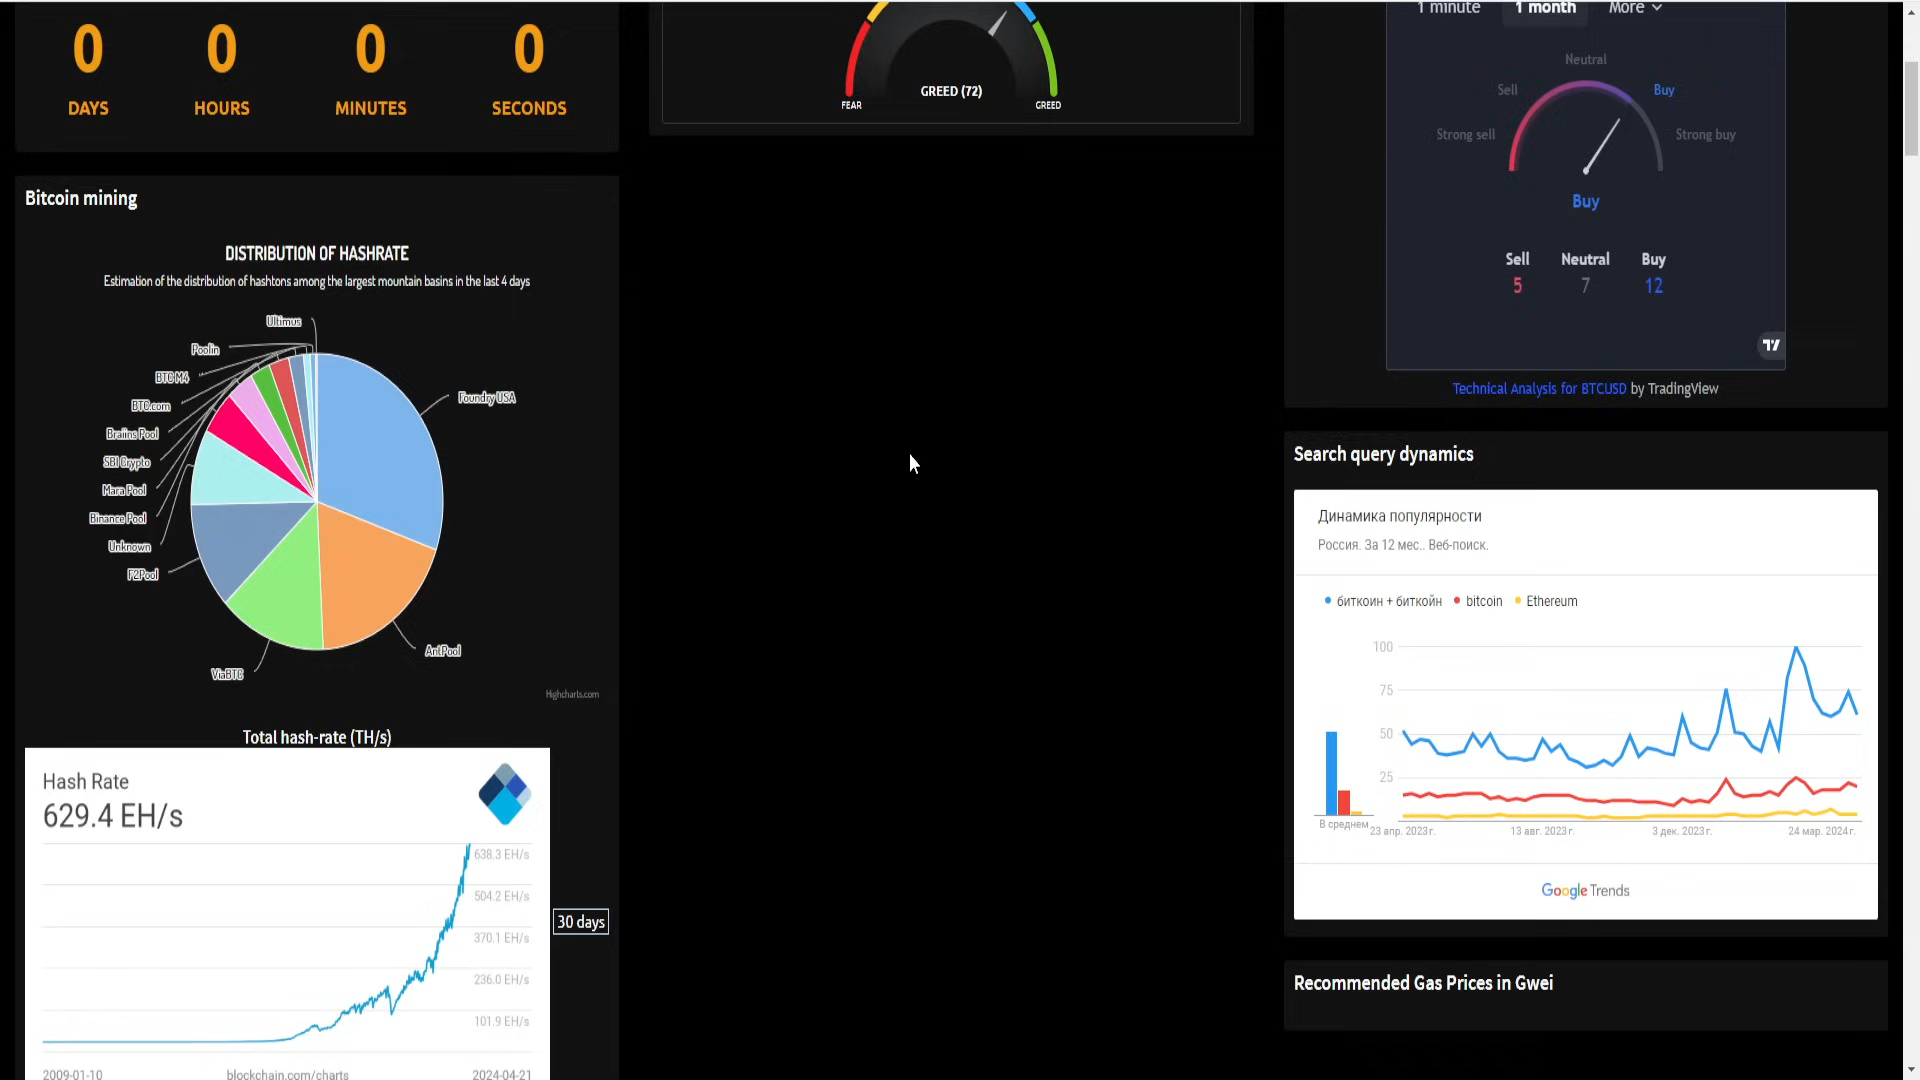 0 0 0 0
DAYS HOURS MINUTES SECONDS
Bitcoin mining
DISTRIBUTION OF HASHRATE
Estimation of the distribution of hashtons among the largest mountain basins in the last 4 days
Ultimus
Poolin
BTC M4
BTC.com
Braiins Pool
SBI Crypto
Mara Pool
Binance Pool
Unknown
F2Pool
ViaBTC
Foundry USA
AntPool
Highcharts.com
Total hash-rate (TH/s)
Hash Rate
629.4 EH/s
638.3 EH/s
504.2 EH/s
370.1 EH/s
236.0 EH/s
101.9 EH/s
2009-01-10 blockchain.com/charts 2024-04-21
30 days
GREED (72)
FEAR GREED
1 minute 1 month More
Neutral
Sell Buy
Strong sell Strong buy
Buy
Sell Neutral Buy
5 7 12
Technical Analysis for BTCUSD by TradingView
Search query dynamics
Динамика популярности
Россия. За 12 мес.. Веб-поиск.
биткоин + биткойн bitcoin Ethereum
100
75
50
25
В среднем
23 апр. 2023 г. 13 авг. 2023 г. 3 дек. 2023 г. 24 мар. 2024 г.
Google Trends
Recommended Gas Prices in Gwei